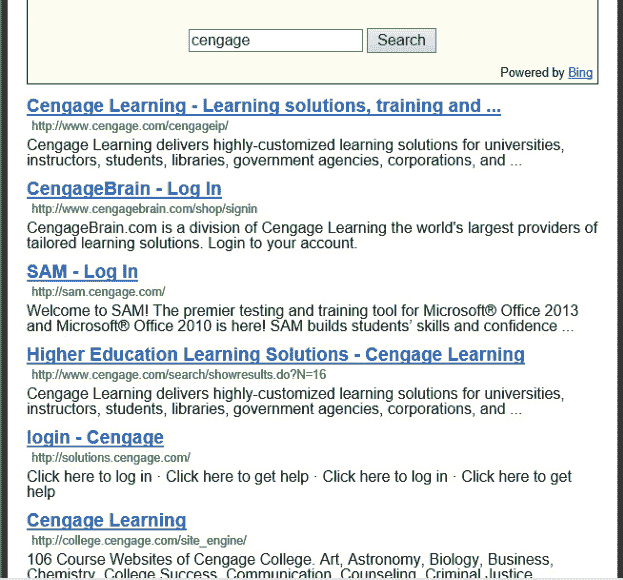 cengage Search
Powered by Bing
Cengage Learning - Learning solutions, training and ...
http://www.cengage.com/cengageip/
Cengage Learning delivers highly-customized learning solutions for universities,
instructors, students, libraries, government agencies, corporations, and ...
CengageBrain - Log In
http://www.cengagebrain.com/shop/signin
CengageBrain.com is a division of Cengage Learning the world's largest providers of
tailored learning solutions. Login to your account.
SAM - Log In
http://sam.cengage.com/
Welcome to SAM! The premier testing and training tool for Microsoft® Office 2013
and Microsoft® Office 2010 is here! SAM builds students' skills and confidence ...
Higher Education Learning Solutions - Cengage Learning
http://www.cengage.com/search/showresults.do?N=16
Cengage Learning delivers highly-customized learning solutions for universities,
instructors, students, libraries, government agencies, corporations, and ...
login - Cengage
http://solutions.cengage.com/
Click here to log in · Click here to get help · Click here to log in · Click here to get
help
Cengage Learning
http://college.cengage.com/site_engine/
106 Course Websites of Cengage College. Art, Astronomy, Biology, Business,
Chemistry, College Success, Communication, Counseling, Criminal Justice,